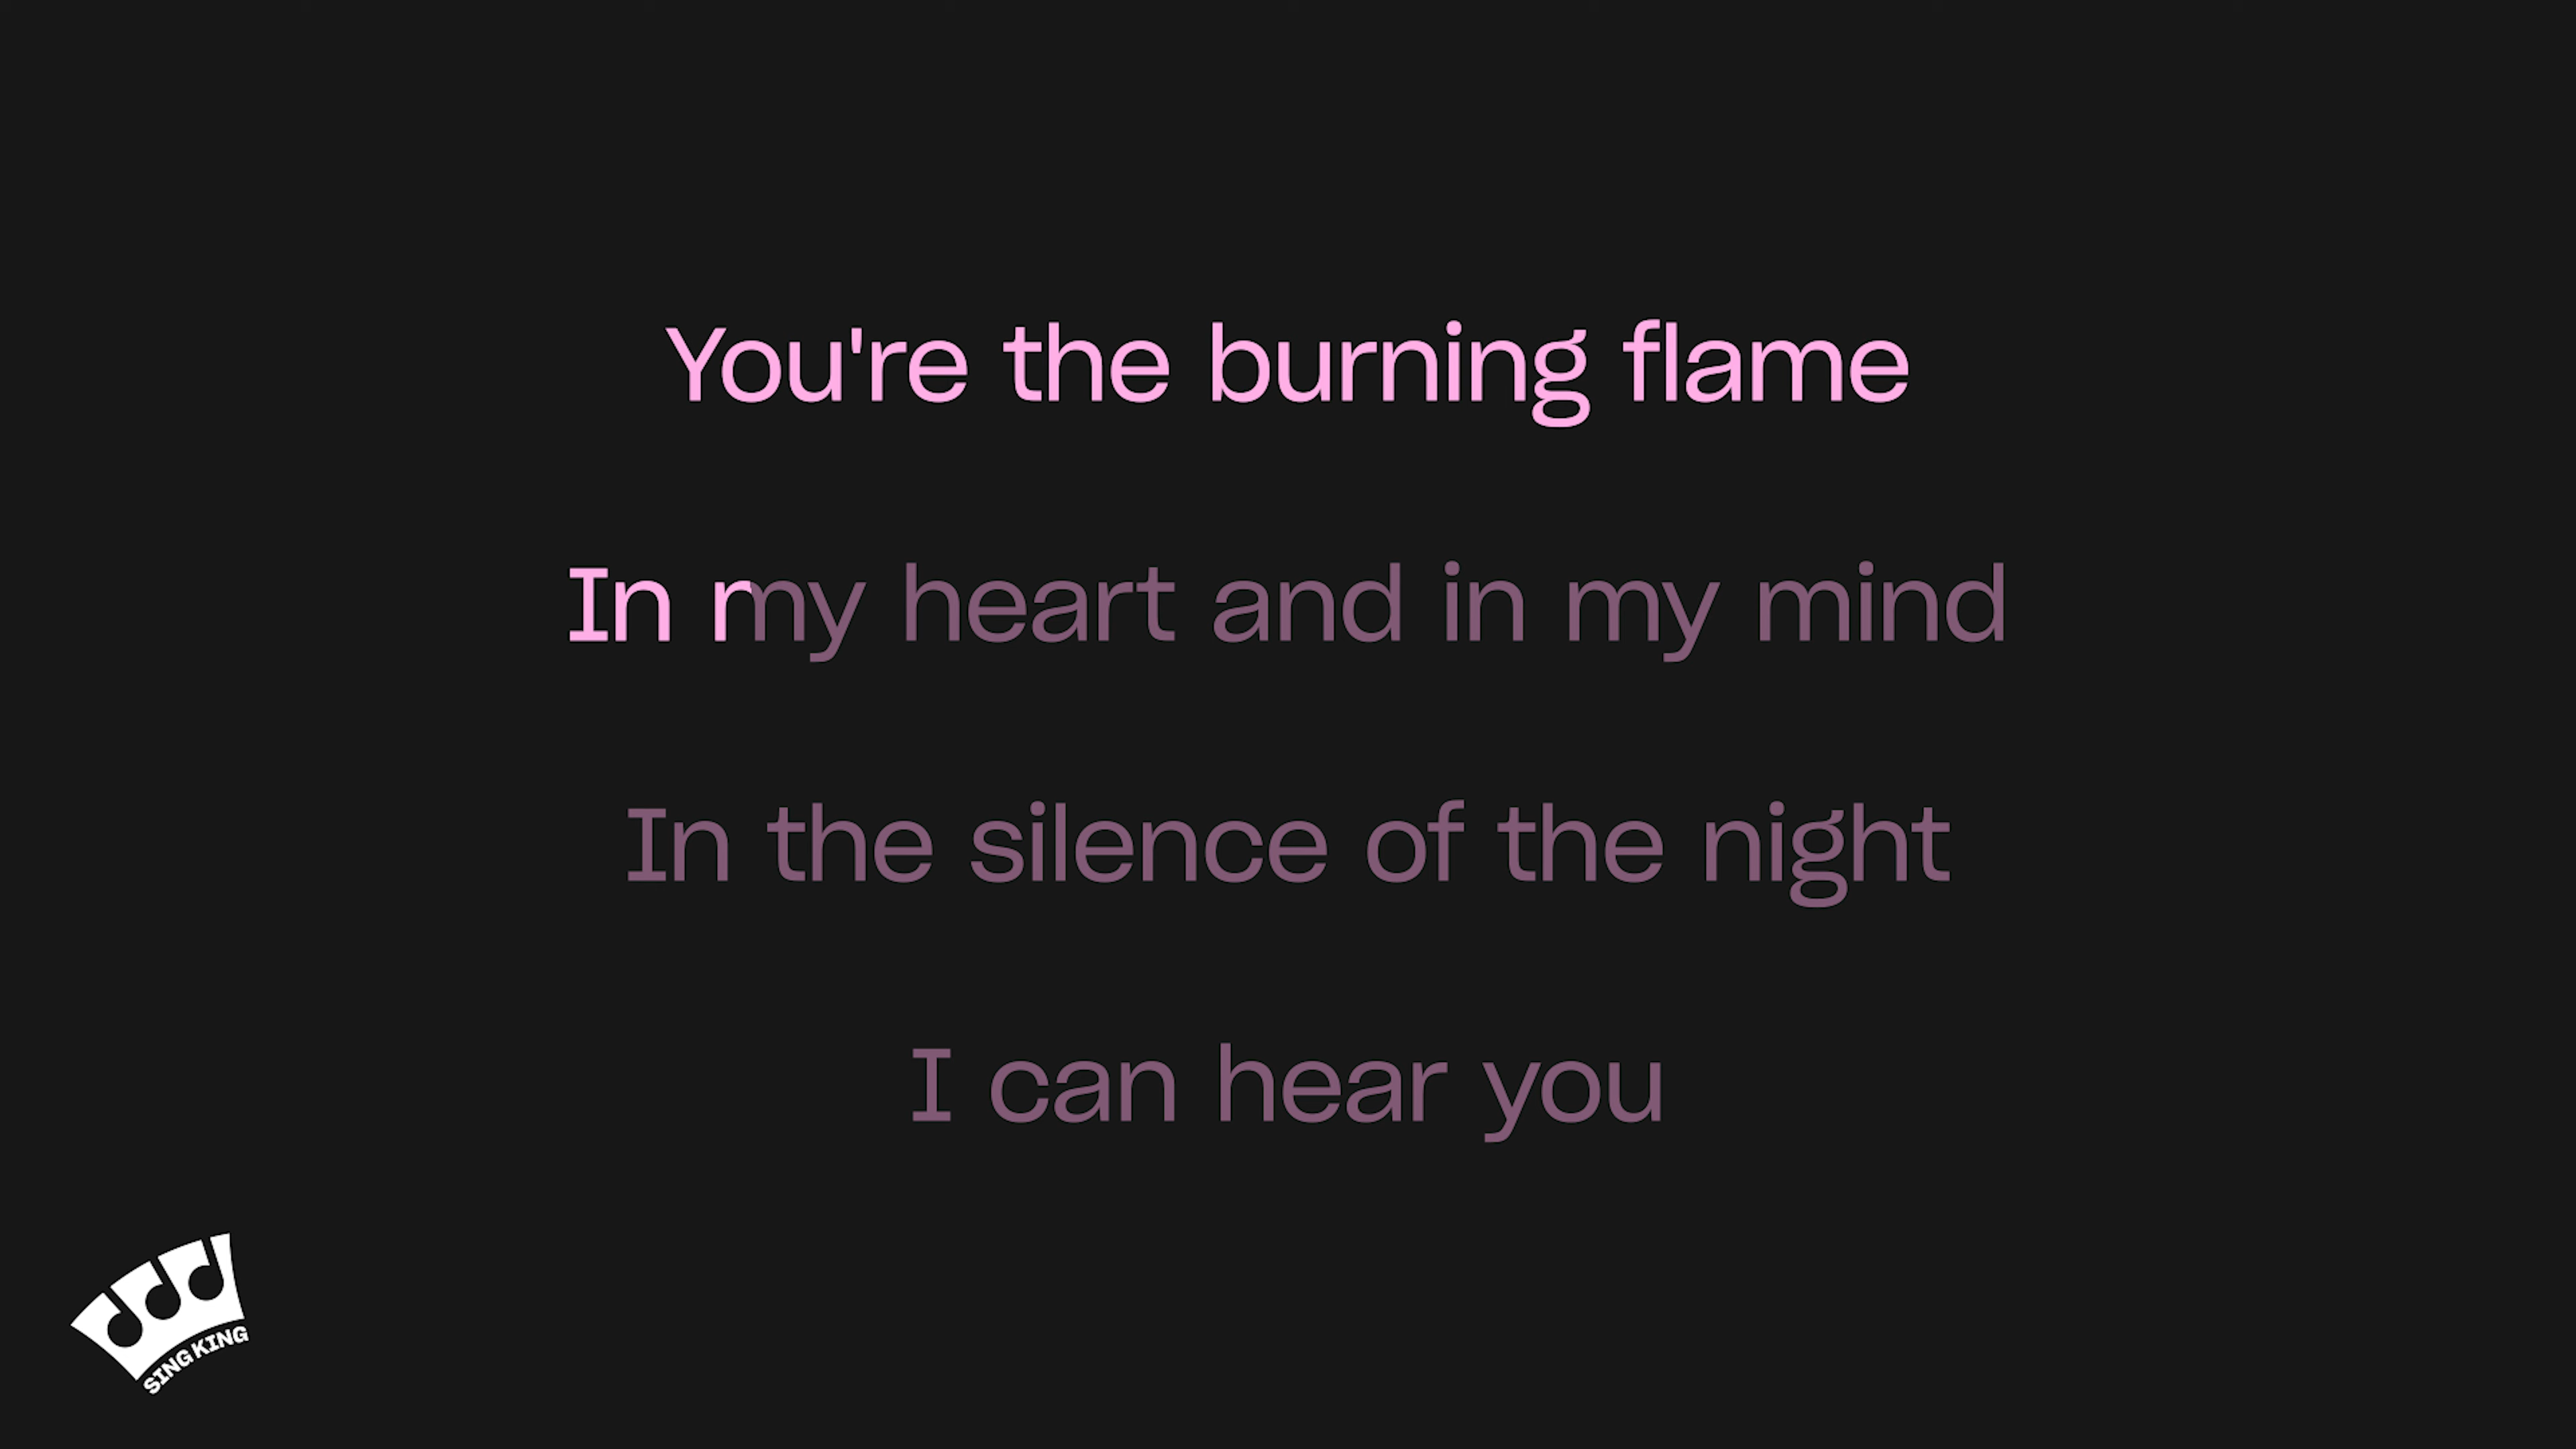 You're the burning flame
In my heart and in my mind
In the silence of the night
I can hear you
SING KING